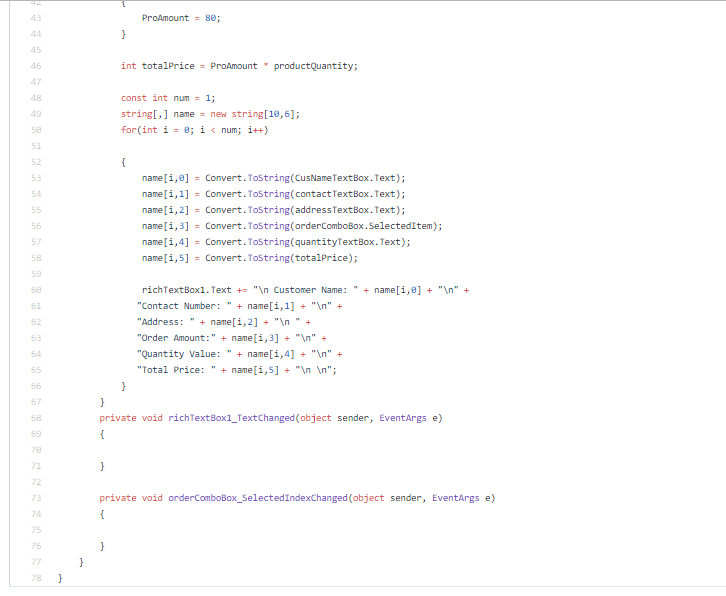 42 {
43 ProAmount = 80;
44 }
45
46 int totalPrice = ProAmount * productQuantity;
47
48 const int num = 1;
49 string[,] name = new string[10,6];
50 for(int i = 0; i < num; i++)
51
52 {
53 name[i,0] = Convert.ToString(CusNameTextBox.Text);
54 name[i,1] = Convert.ToString(contactTextBox.Text);
55 name[i,2] = Convert.ToString(addressTextBox.Text);
56 name[i,3] = Convert.ToString(orderComboBox.SelectedItem);
57 name[i,4] = Convert.ToString(quantityTextBox.Text);
58 name[i,5] = Convert.ToString(totalPrice);
59
60 richTextBox1.Text += "\n Customer Name: " + name[i,0] + "\n" +
61 "Contact Number: " + name[i,1] + "\n" +
62 "Address: " + name[i,2] + "\n " +
63 "Order Amount:" + name[i,3] + "\n" +
64 "Quantity Value: " + name[i,4] + "\n" +
65 "Total Price: " + name[i,5] + "\n \n";
66 }
67 }
68 private void richTextBox1_TextChanged(object sender, EventArgs e)
69 {
70
71 }
72
73 private void orderComboBox_SelectedIndexChanged(object sender, EventArgs e)
74 {
75
76 }
77 }
78 }